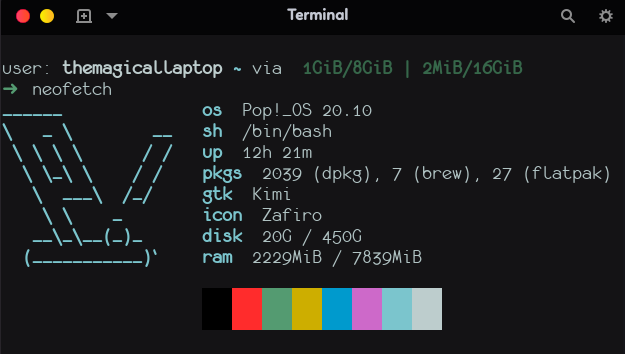 Terminal
user: themagicallaptop ~ via 1GiB/8GiB | 2MiB/16GiB
➜ neofetch
os Pop!_OS 20.10
sh /bin/bash
up 12h 21m
pkgs 2039 (dpkg), 7 (brew), 27 (flatpak)
gtk Kimi
icon Zafiro
disk 20G / 450G
ram 2229MiB / 7839MiB